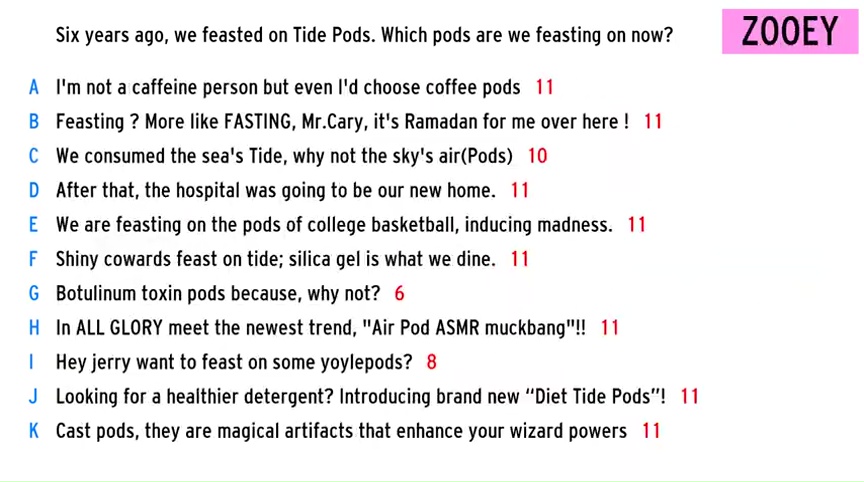 Six years ago, we feasted on Tide Pods. Which pods are we feasting on now?
ZOOEY
A I'm not a caffeine person but even I'd choose coffee pods 11
B Feasting ? More like FASTING, Mr.Cary, it's Ramadan for me over here ! 11
C We consumed the sea's Tide, why not the sky's air(Pods) 10
D After that, the hospital was going to be our new home. 11
E We are feasting on the pods of college basketball, inducing madness. 11
F Shiny cowards feast on tide; silica gel is what we dine. 11
G Botulinum toxin pods because, why not? 6
H In ALL GLORY meet the newest trend, "Air Pod ASMR muckbang"!! 11
I Hey jerry want to feast on some yoylepods? 8
J Looking for a healthier detergent? Introducing brand new “Diet Tide Pods”! 11
K Cast pods, they are magical artifacts that enhance your wizard powers 11